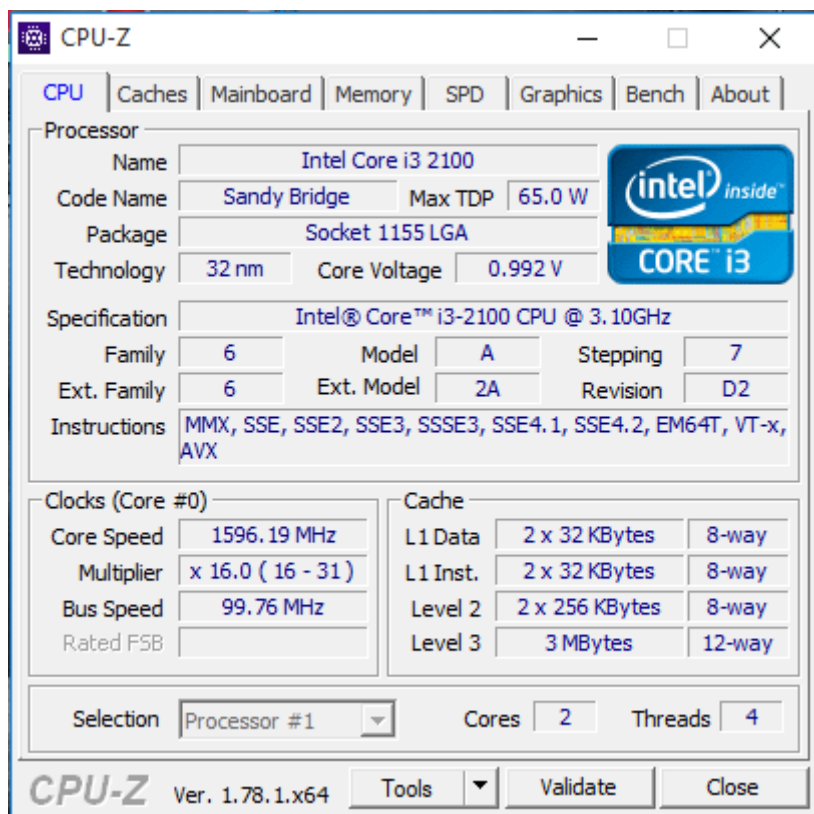 CPU-Z
CPU Caches Mainboard Memory SPD Graphics Bench About
Processor
Name Intel Core i3 2100
Code Name Sandy Bridge Max TDP 65.0 W
Package Socket 1155 LGA
Technology 32 nm Core Voltage 0.992 V
intel inside™
CORE™ i3
Specification Intel® Core™ i3-2100 CPU @ 3.10GHz
Family 6 Model A Stepping 7
Ext. Family 6 Ext. Model 2A Revision D2
Instructions MMX, SSE, SSE2, SSE3, SSSE3, SSE4.1, SSE4.2, EM64T, VT-x,
AVX
Clocks (Core #0)
Core Speed 1596.19 MHz
Multiplier x 16.0 ( 16 - 31 )
Bus Speed 99.76 MHz
Rated FSB
Cache
L1 Data 2 x 32 KBytes 8-way
L1 Inst. 2 x 32 KBytes 8-way
Level 2 2 x 256 KBytes 8-way
Level 3 3 MBytes 12-way
Selection Processor #1 Cores 2 Threads 4
CPU-Z Ver. 1.78.1.x64 Tools Validate Close